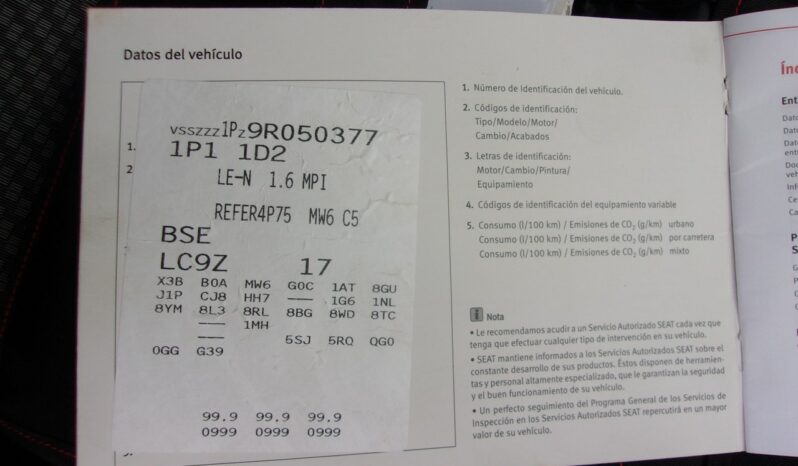 Datos del vehículo
1.
2
vsszzz1Pz9R050377
1P1 1D2
LE-N 1.6 MPI
REFER4P75 MW6 C5
BSE
LC9Z 17
X3B B0A MW6 G0C 1AT 8GU
J1P CJ8 HH7 --- 1G6 1NL
8YM 8L3 8RL 8BG 8WD 8TC
--- 1MH
--- 5SJ 5RQ QG0
0GG G39
99.9 99.9 99.9
0999 0999 0999
1. Número de identificación del vehículo.
2. Códigos de identificación:
Tipo/Modelo/Motor/
Cambio/Acabados
3. Letras de identificación:
Motor/Cambio/Pintura/
Equipamiento
4. Códigos de identificación del equipamiento variable
5. Consumo (l/100 km) / Emisiones de CO₂ (g/km) urbano
Consumo (l/100 km) / Emisiones de CO₂ (g/km) por carretera
Consumo (l/100 km) / Emisiones de CO₂ (g/km) mixto
i Nota
• Le recomendamos acudir a un Servicio Autorizado SEAT cada vez que
tenga que efectuar cualquier tipo de intervención en su vehículo.
• SEAT mantiene informados a los Servicios Autorizados SEAT sobre el
constante desarrollo de sus productos. Éstos disponen de herramien-
tas y personal altamente especializado, que le garantizan la seguridad
y el buen funcionamiento de su vehículo.
• Un perfecto seguimiento del Programa General de los Servicios de
Inspección en los Servicios Autorizados SEAT repercutirá en un mayor
valor de su vehículo.